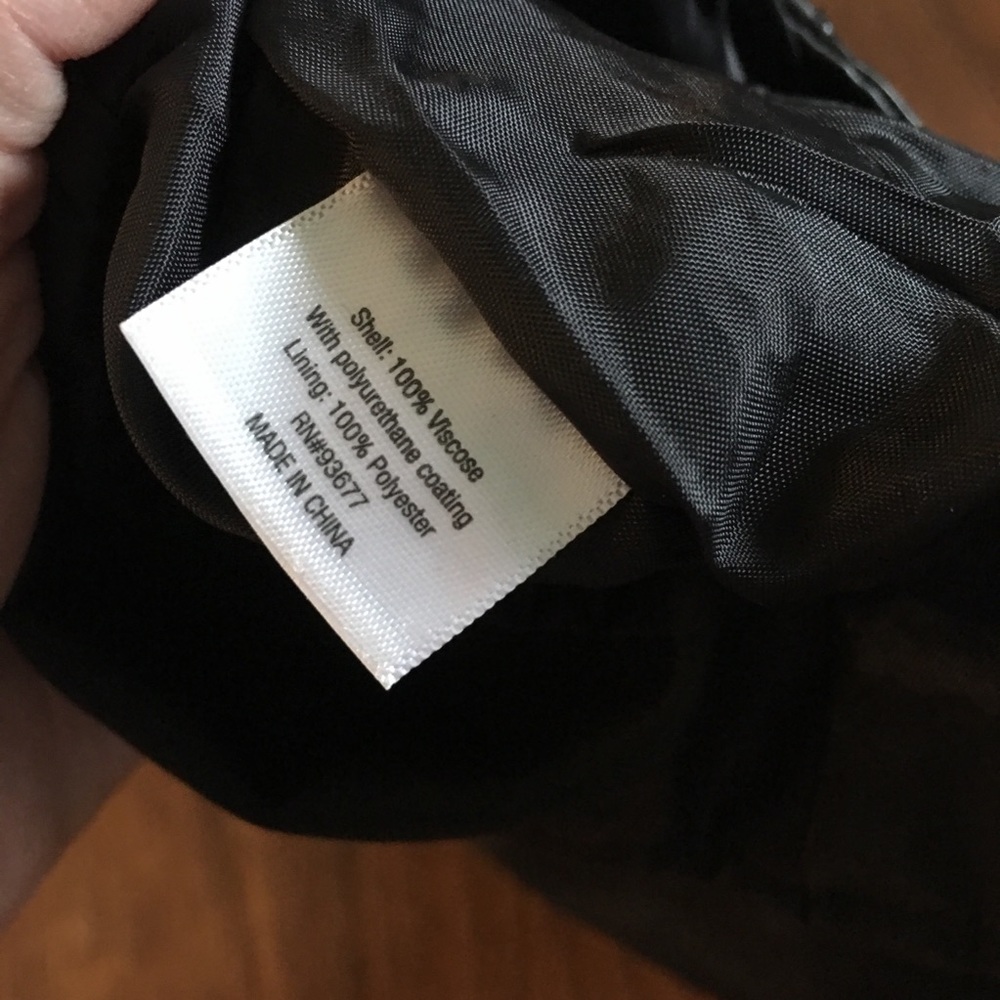 Shell: 100% Viscose
With polyurethane coating
Lining: 100% Polyester
RN#93677
MADE IN CHINA